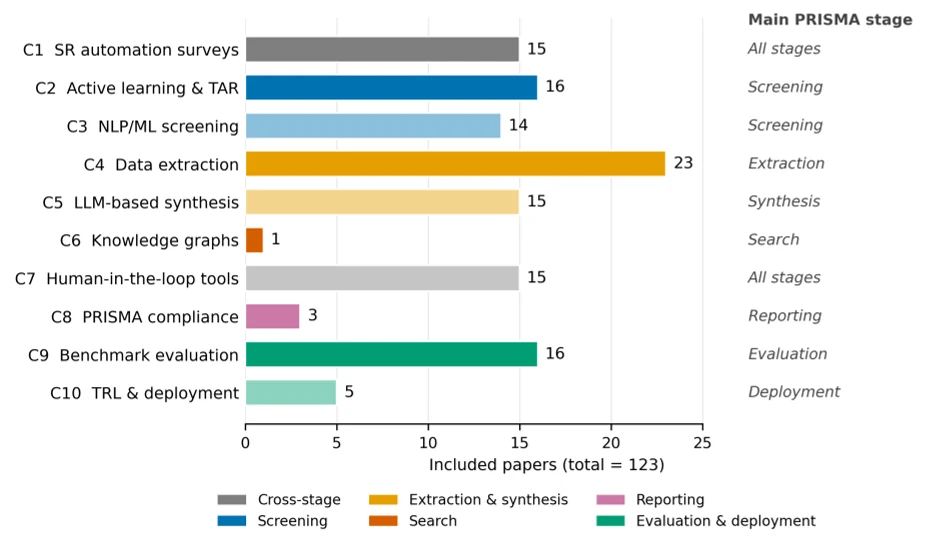 Main PRISMA stage
C1 SR automation surveys 15 All stages
C2 Active learning & TAR 16 Screening
C3 NLP/ML screening 14 Screening
C4 Data extraction 23 Extraction
C5 LLM-based synthesis 15 Synthesis
C6 Knowledge graphs 1 Search
C7 Human-in-the-loop tools 15 All stages
C8 PRISMA compliance 3 Reporting
C9 Benchmark evaluation 16 Evaluation
C10 TRL & deployment 5 Deployment
0 5 10 15 20 25
Included papers (total = 123)
Cross-stage Extraction & synthesis Reporting
Screening Search Evaluation & deployment